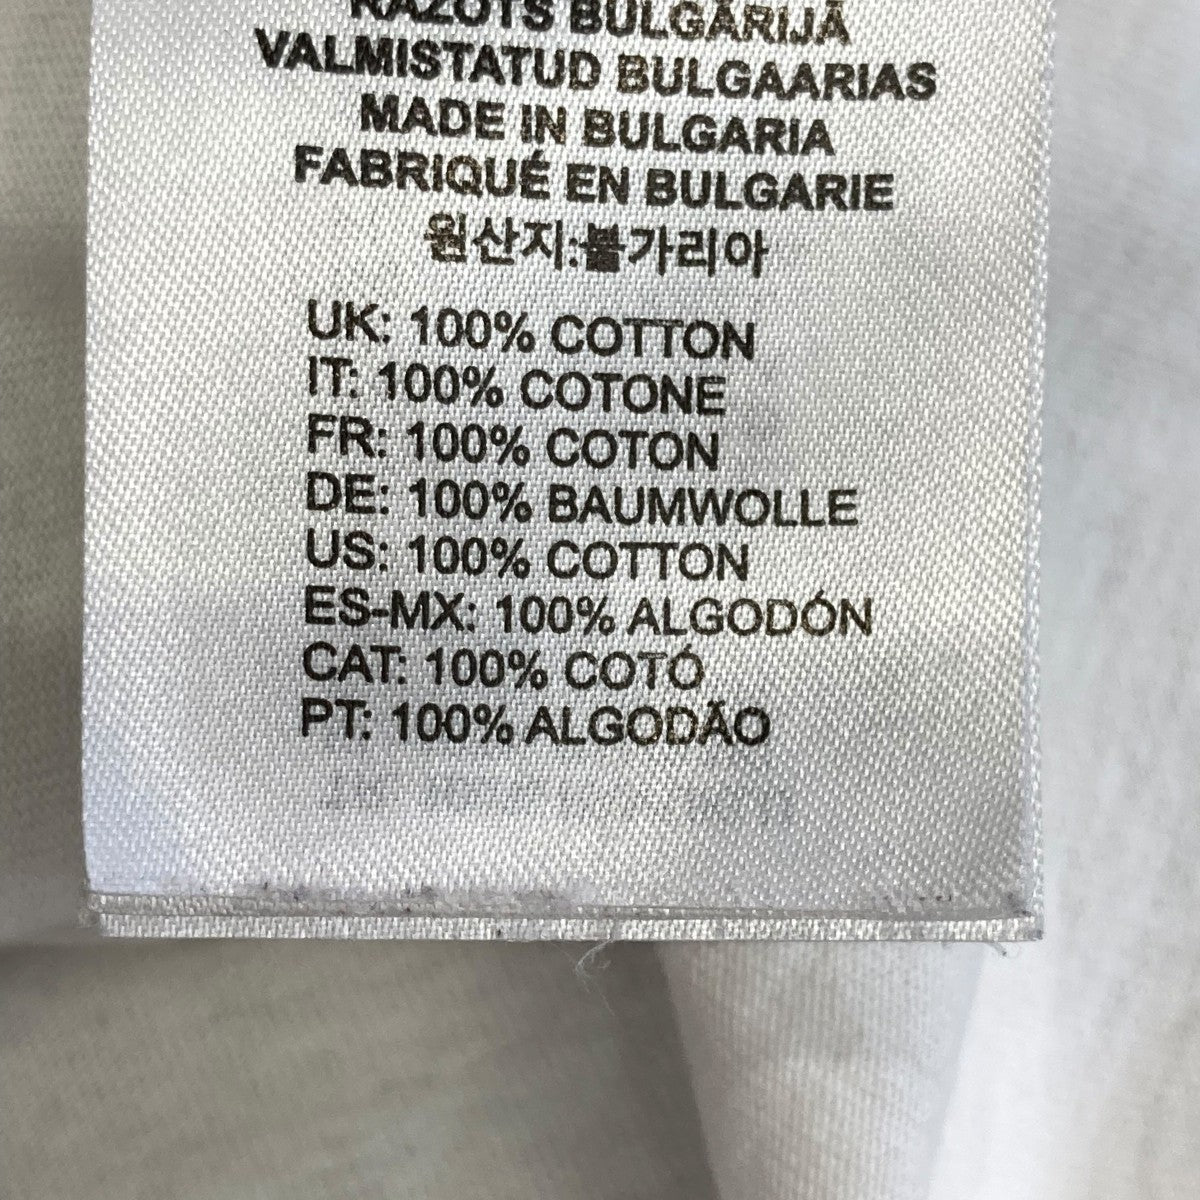 RAŽOTS BULGĀRIJĀ
VALMISTATUD BULGAARIAS
MADE IN BULGARIA
FABRIQUÉ EN BULGARIE
원산지:불가리아
UK: 100% COTTON
IT: 100% COTONE
FR: 100% COTON
DE: 100% BAUMWOLLE
US: 100% COTTON
ES-MX: 100% ALGODÓN
CAT: 100% COTÓ
PT: 100% ALGODÃO